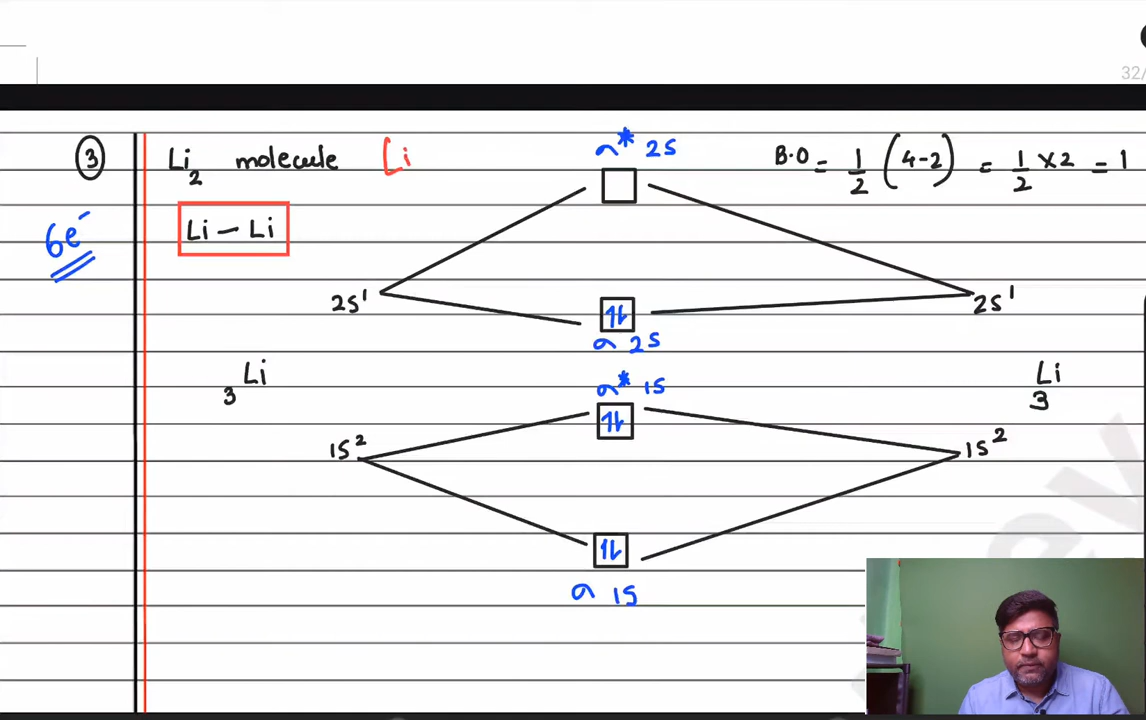 32/
③ Li₂ molecule Li
σ* 2s
B.O = 1/2 (4-2) = 1/2 × 2 = 1
6e⁻
Li – Li
2s¹
2s¹
σ 2s
₃Li
σ* 1s
Li
3
1s²
1s²
σ 1s